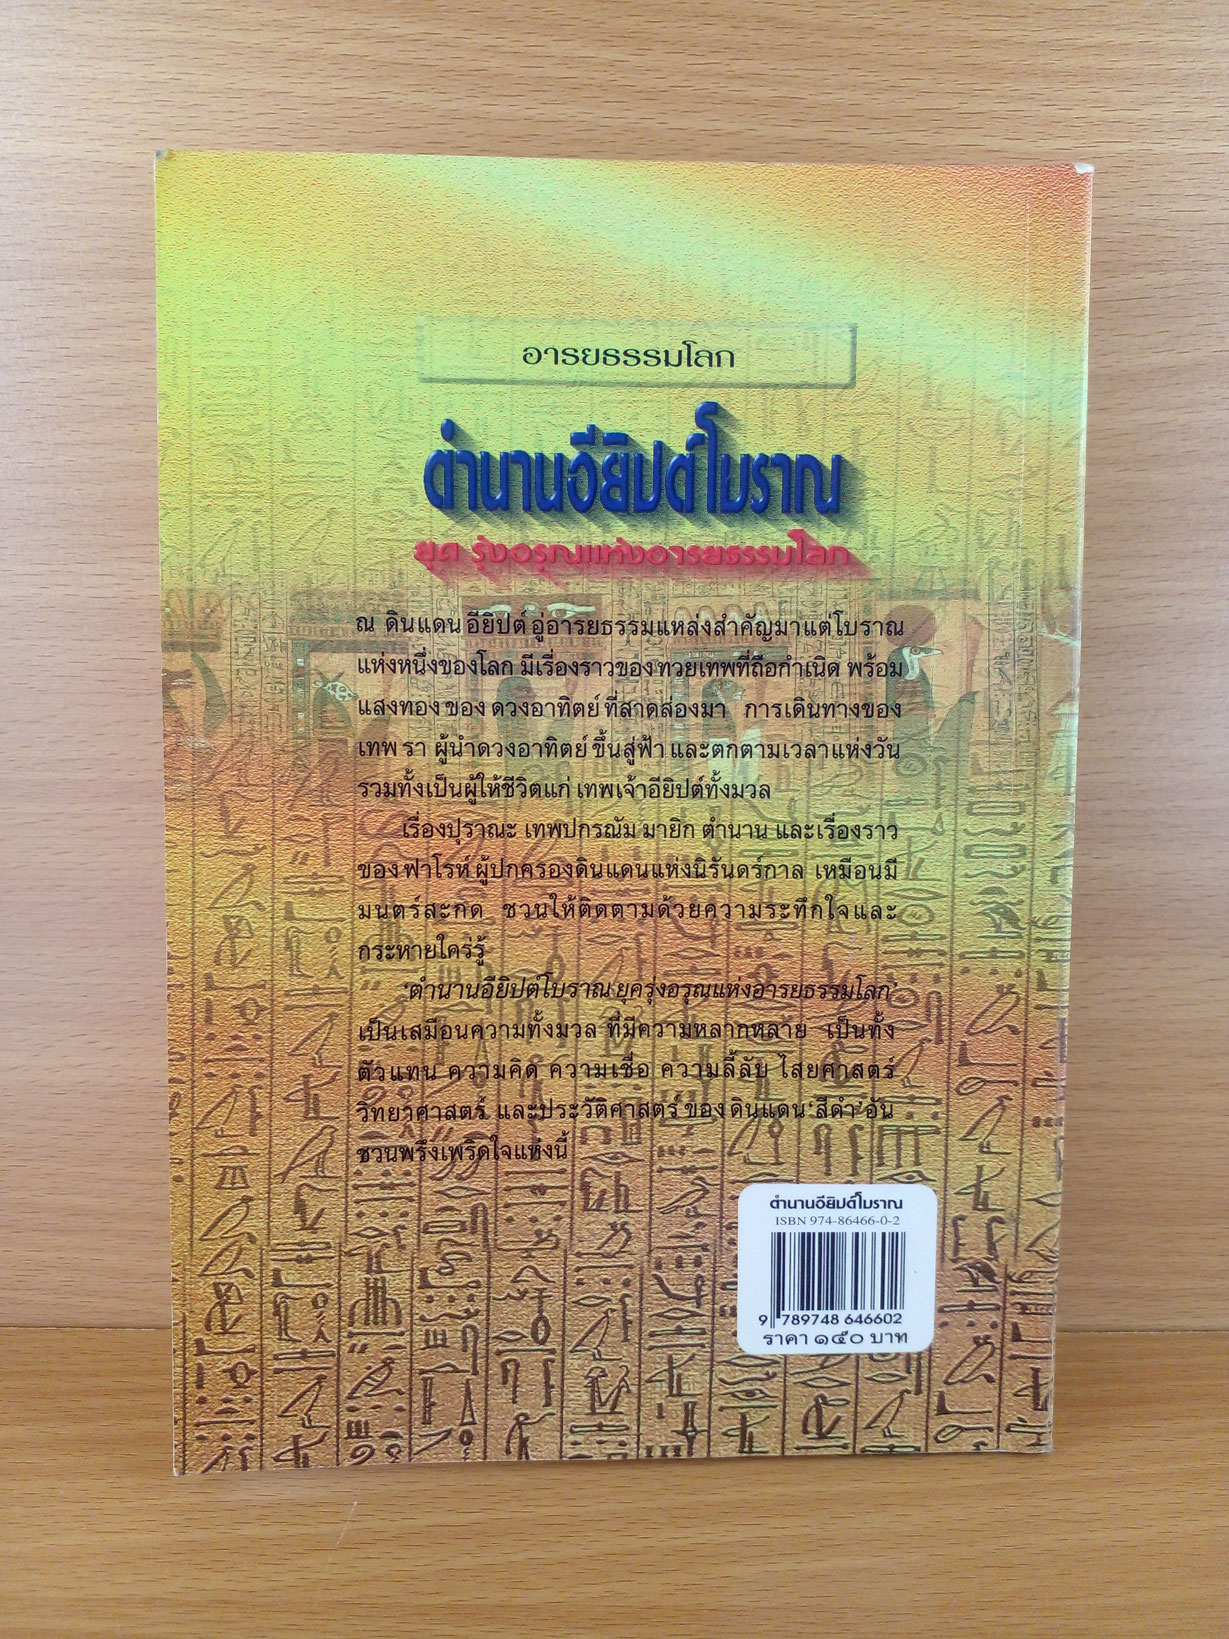 อารยธรรมโลก
ตำนานอียิปต์โบราณ
ยุค รุ่งอรุณแห่งอารยธรรมโลก
ณ ดินแดน อียิปต์ อู่อารยธรรมแหล่งสำคัญมาแต่โบราณ
แห่งหนึ่งของโลก มีเรื่องราวของ ทวยเทพที่ถือกำเนิด พร้อม
แสงทอง ของ ดวงอาทิตย์ ที่สาดส่องมา การเดินทางของ
เทพ รา ผู้นำดวงอาทิตย์ ขึ้นสู่ฟ้า และตกตามเวลาแห่งวัน
รวมทั้งเป็นผู้ให้ชีวิตแก่ เทพเจ้าอียิปต์ทั้งมวล
เรื่องปุราณะ เทพปกรณัม มายิก ตำนาน และเรื่องราว
ของ ฟาโรห์ ผู้ปกครองดินแดนแห่งนิรันดร์กาล เหมือนมี
มนตร์สะกด ชวนให้ติดตามด้วยความระทึกใจและ
กระหายใคร่รู้
'ตำนานอียิปต์โบราณ ยุครุ่งอรุณแห่งอารยธรรมโลก'
เป็นเสมือนความทั้งมวล ที่มีความหลากหลาย เป็นทั้ง
ตัวแทน ความคิด ความเชื่อ ความลี้ลับ ไสยศาสตร์
วิทยาศาสตร์ และประวัติศาสตร์ ของ ดินแดน 'สีดำ' อัน
ชวนพรึงเพริดใจแห่งนี้
ตำนานอียิปต์โบราณ
ISBN 974-86466-0-2
9 789748 646602
ราคา ๑๕๐ บาท